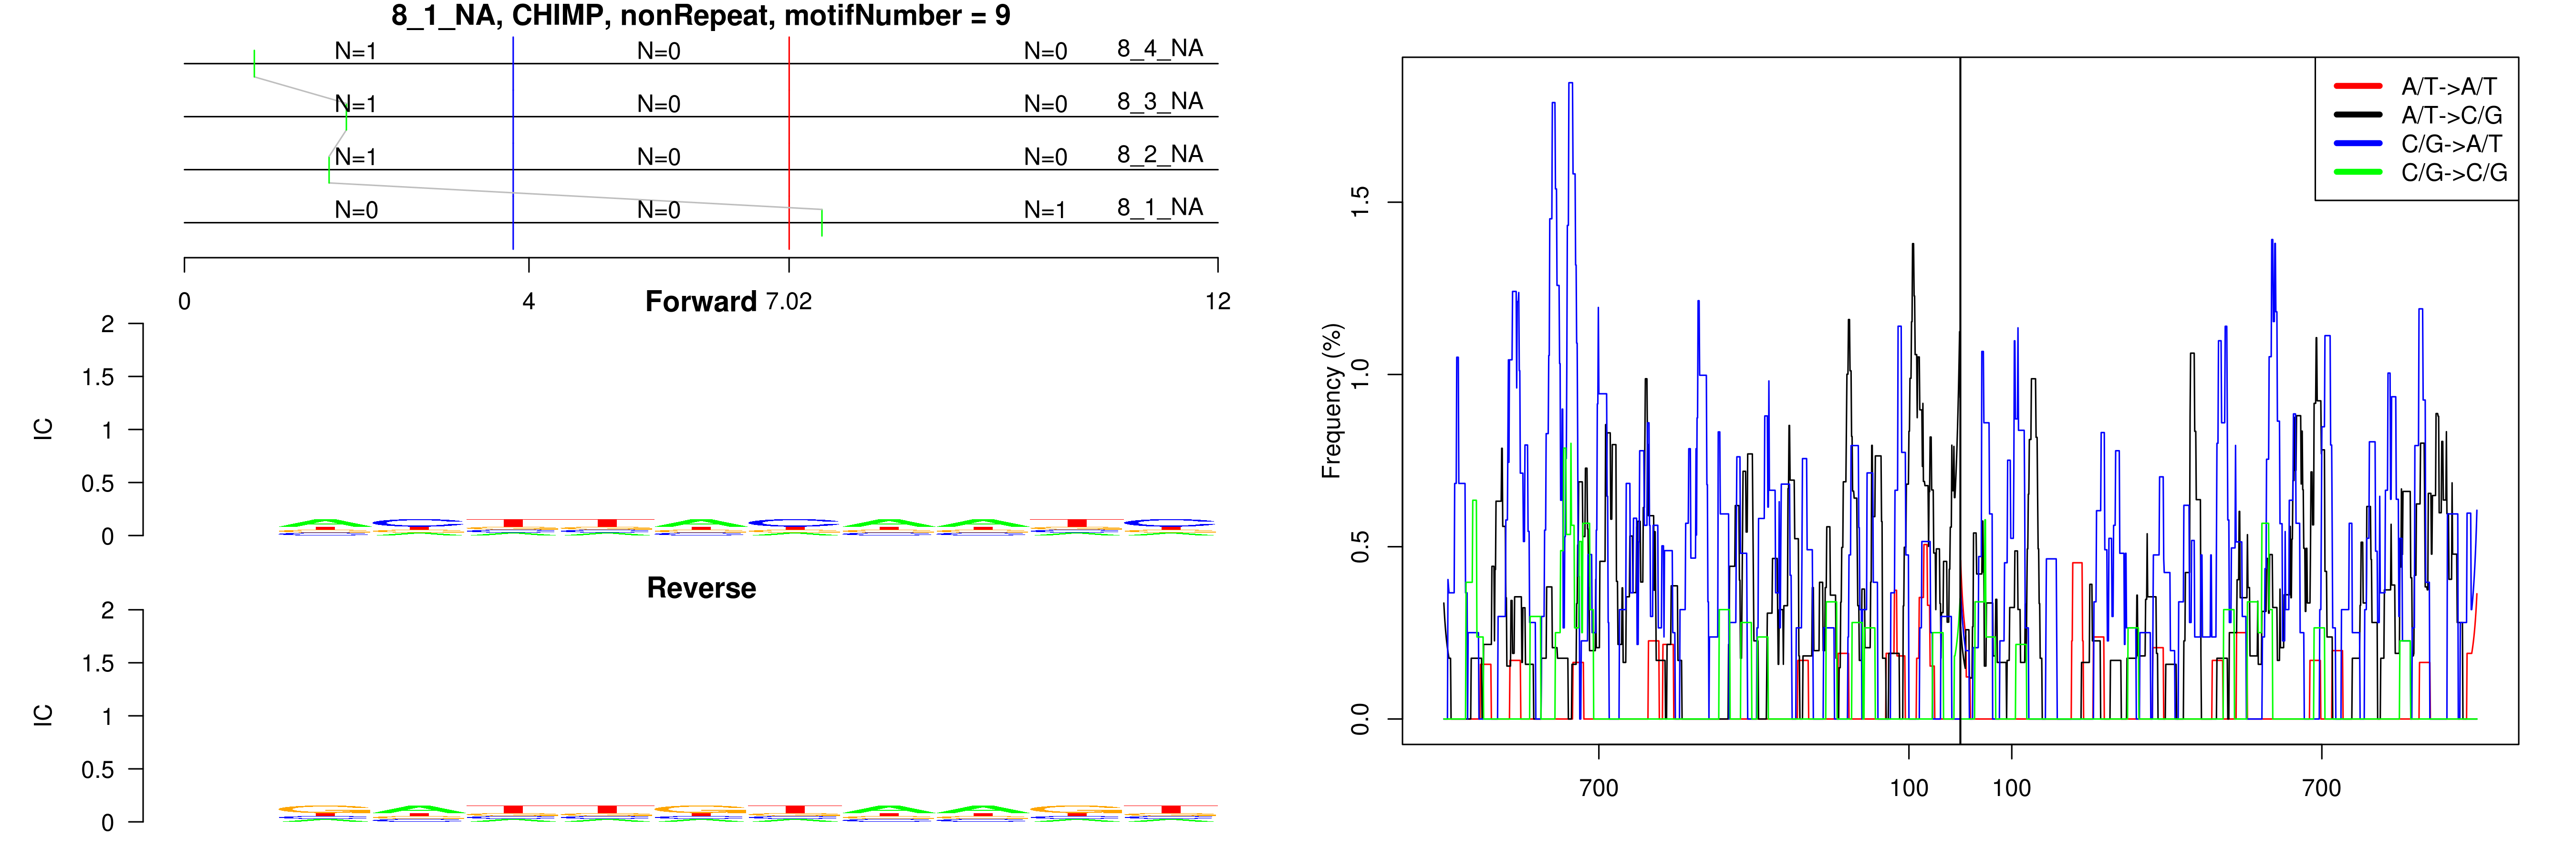 8_1_NA, CHIMP, nonRepeat, motifNumber = 9
N=1 N=0 N=0 8_4_NA
N=1 N=0 N=0 8_3_NA
N=1 N=0 N=0 8_2_NA
N=0 N=0 N=1 8_1_NA
0 4 7.02 12
Forward
2
1.5
1
0.5
0
IC
ACTTACAATC
Reverse
2
1.5
1
0.5
0
IC
GATTGTAAGT
A/T->A/T
A/T->C/G
C/G->A/T
C/G->C/G
Frequency (%)
1.5
1.0
0.5
0.0
700 100 100 700